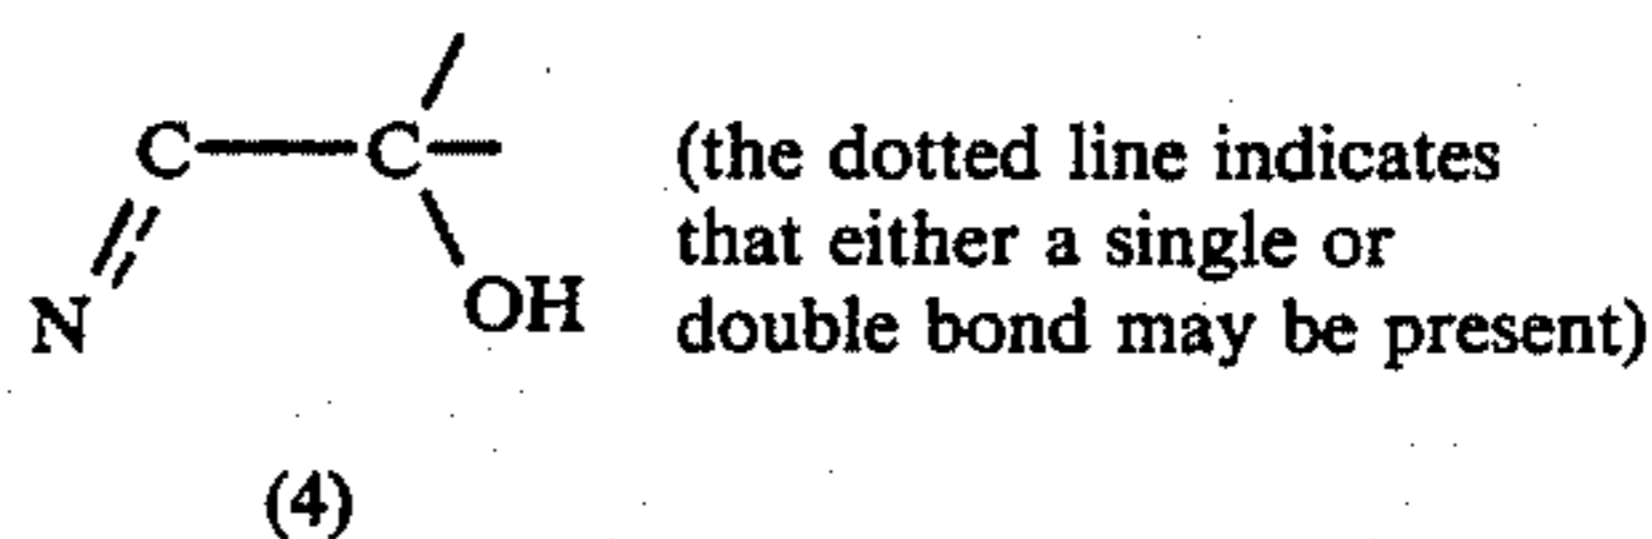 C C (the dotted line indicates
that either a single or
N OH double bond may be present)
(4)